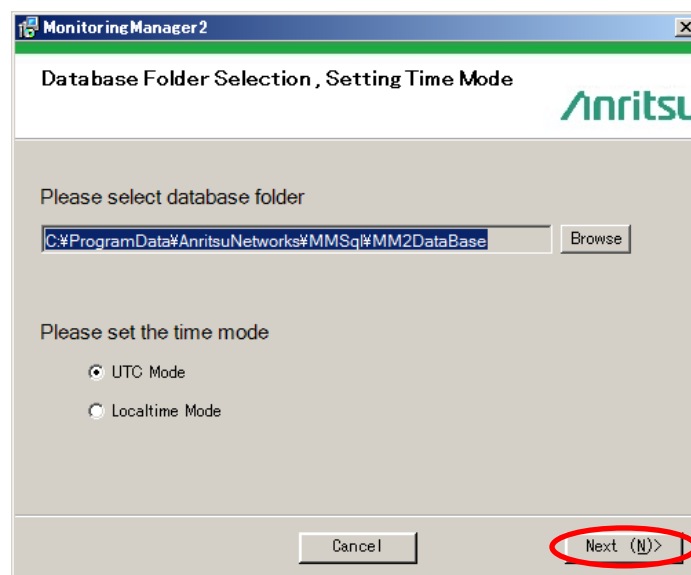 MonitoringManager2
Database Folder Selection , Setting Time Mode
Anritsu
Please select database folder
C:¥ProgramData¥AnritsuNetworks¥MMSql¥MM2DataBase
Browse
Please set the time mode
UTC Mode
Localtime Mode
Cancel
Next (N)>